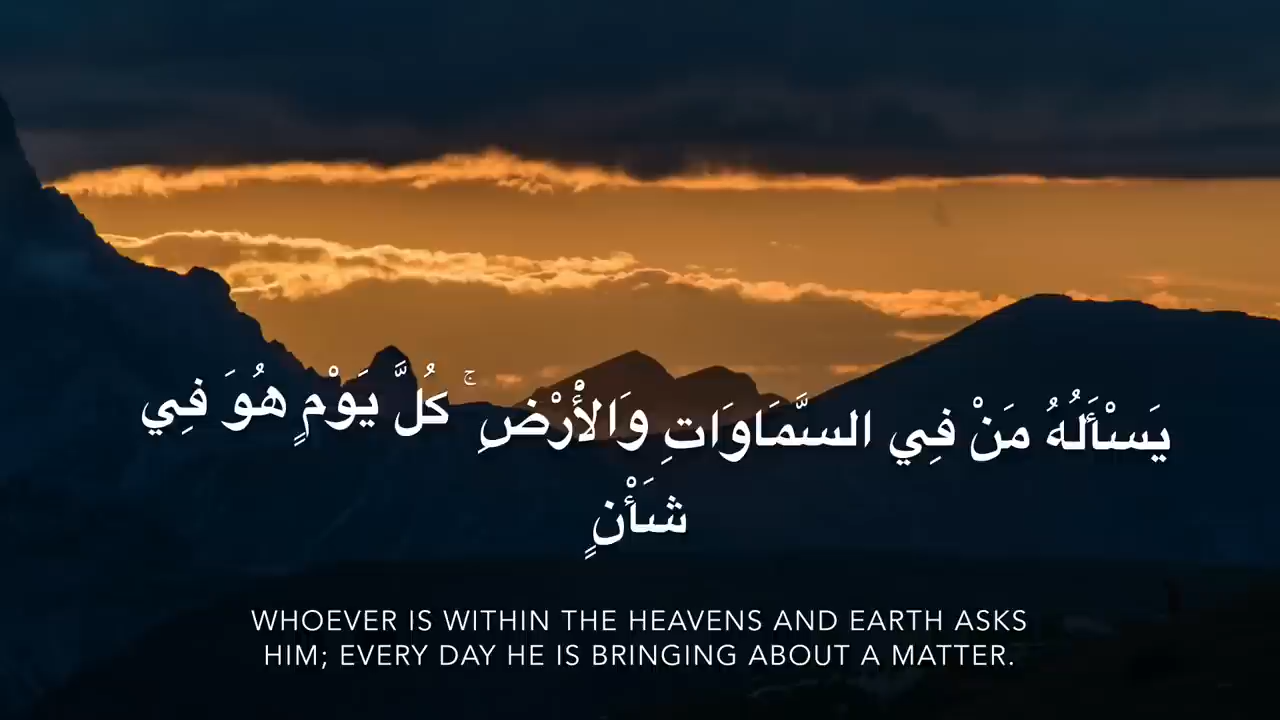 يَسْأَلُهُ مَنْ فِي السَّمَاوَاتِ وَالْأَرْضِ ۚ كُلَّ يَوْمٍ هُوَ فِي
شَأْنٍ
WHOEVER IS WITHIN THE HEAVENS AND EARTH ASKS
HIM; EVERY DAY HE IS BRINGING ABOUT A MATTER.